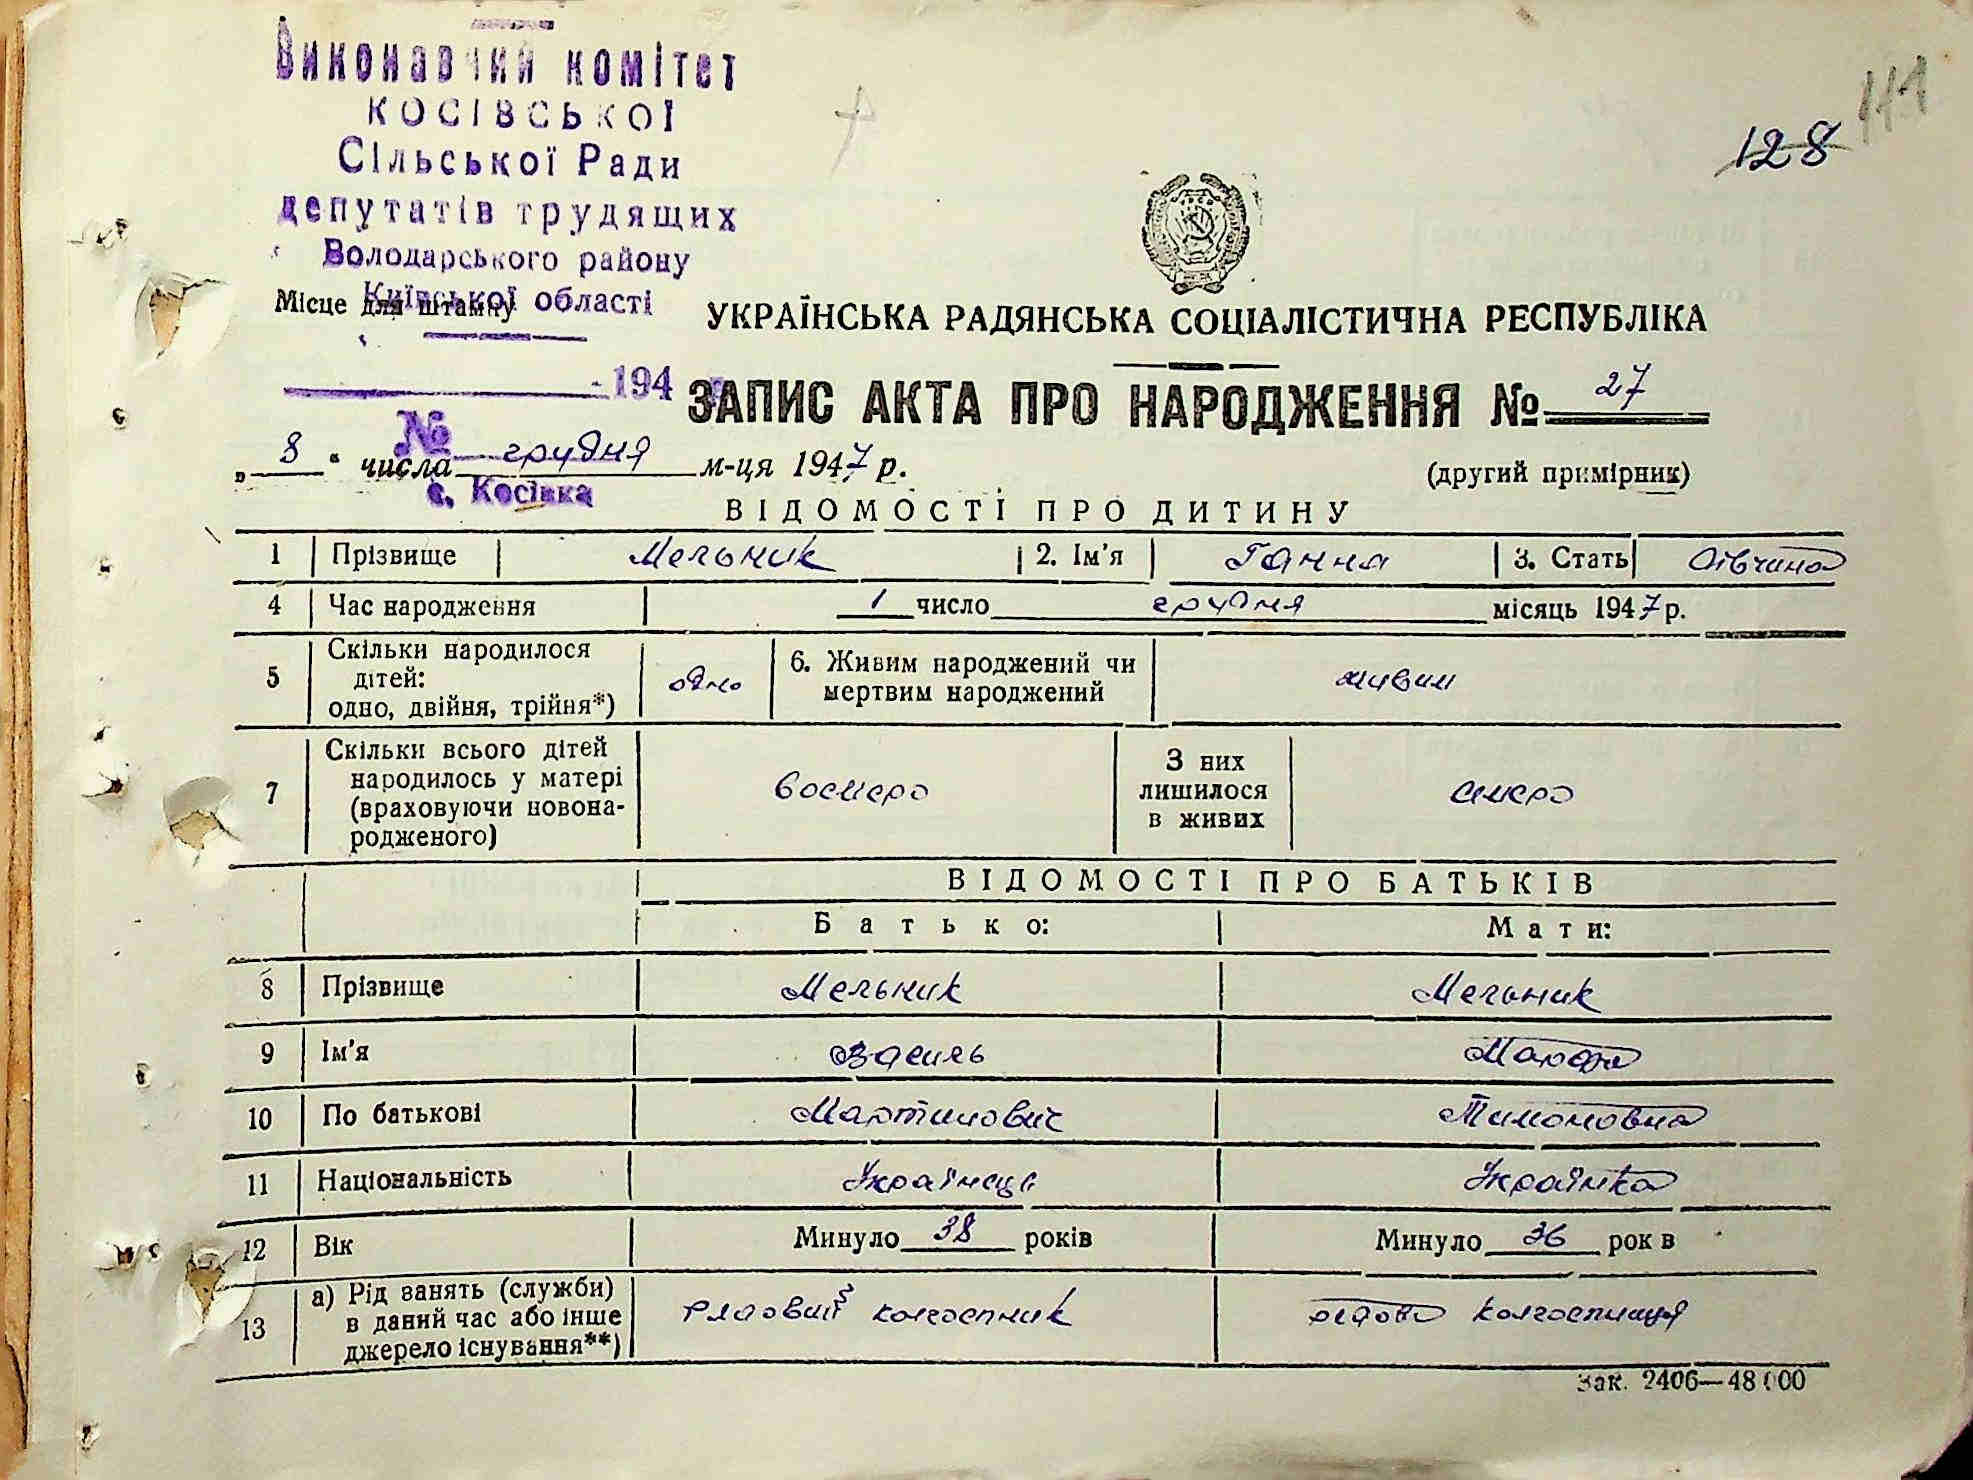 Виконавчий комітет
КОСІВСЬКОЇ
Сільської Ради
депутатів трудящих
Володарського району
Київської області
Місце для штампу
141
128
УКРАЇНСЬКА РАДЯНСЬКА СОЦІАЛІСТИЧНА РЕСПУБЛІКА
194
ЗАПИС АКТА ПРО НАРОДЖЕННЯ № 27
№
„ 8 “ числа грудня м-ця 1947 р.
(другий примірник)
с. Косівка
ВІДОМОСТІ ПРО ДИТИНУ
1 Прізвище Мельник 2. Ім'я Ганна 3. Стать Дівчина
4 Час народження 1 число грудня місяць 1947 р.
5 Скільки народилося дітей: одно, двійня, трійня*) одно 6. Живим народжений чи мертвим народжений живим
7 Скільки всього дітей народилось у матері (враховуючи новонародженого) восмеро З них лишилося в живих
ВІДОМОСТІ ПРО БАТЬКІВ
Батько: Мати:
8 Прізвище Мельник Мельник
9 Ім'я Василь Марфа
10 По батькові Мартинович Тимоновна
11 Національність Українець Українка
12 Вік Минуло 38 років Минуло 36 рок в
13 а) Рід занять (служби) в даний час або інше джерело існування**) рядовий колгоспник рядова колгоспниця
Зак. 2406—48 000